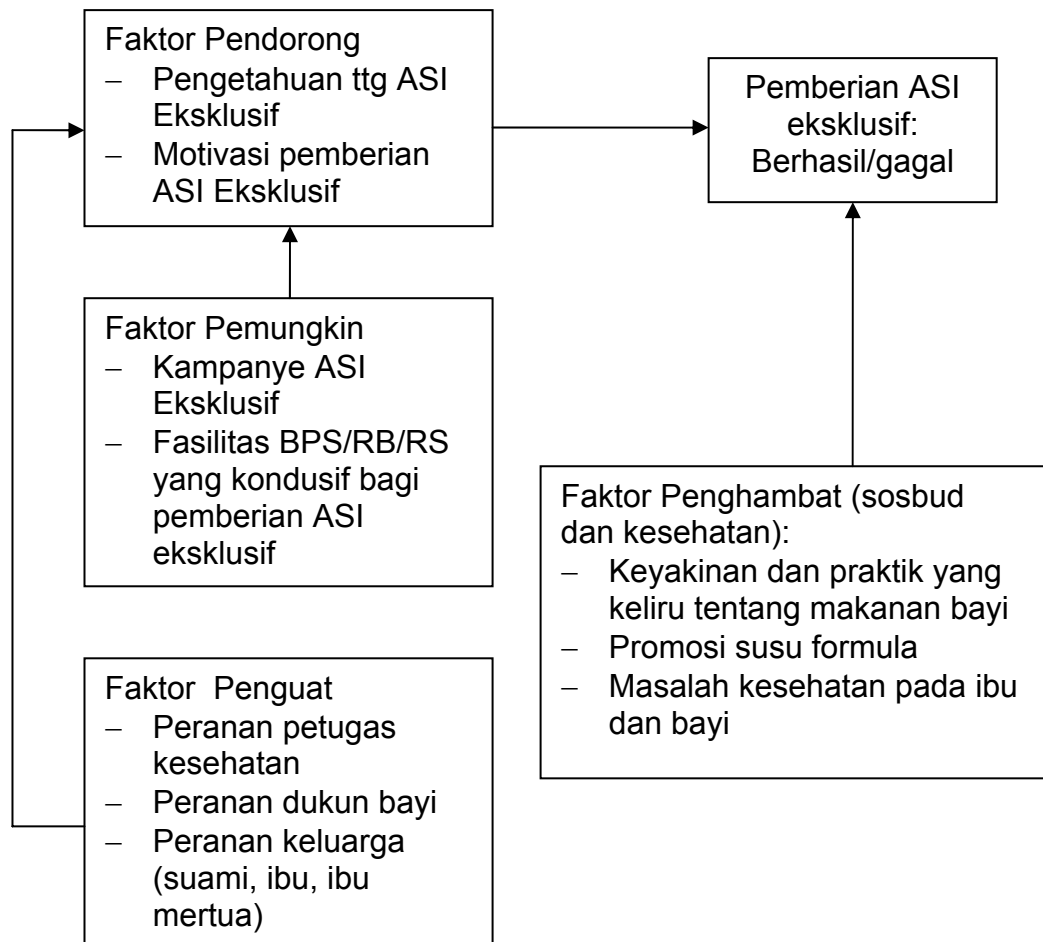 Faktor Pendorong
– Pengetahuan ttg ASI
Eksklusif
– Motivasi pemberian
ASI Eksklusif
Pemberian ASI
eksklusif:
Berhasil/gagal
Faktor Pemungkin
– Kampanye ASI
Eksklusif
– Fasilitas BPS/RB/RS
yang kondusif bagi
pemberian ASI
eksklusif
Faktor Penghambat (sosbud
dan kesehatan):
– Keyakinan dan praktik yang
keliru tentang makanan bayi
– Promosi susu formula
– Masalah kesehatan pada ibu
dan bayi
Faktor Penguat
– Peranan petugas
kesehatan
– Peranan dukun bayi
– Peranan keluarga
(suami, ibu, ibu
mertua)